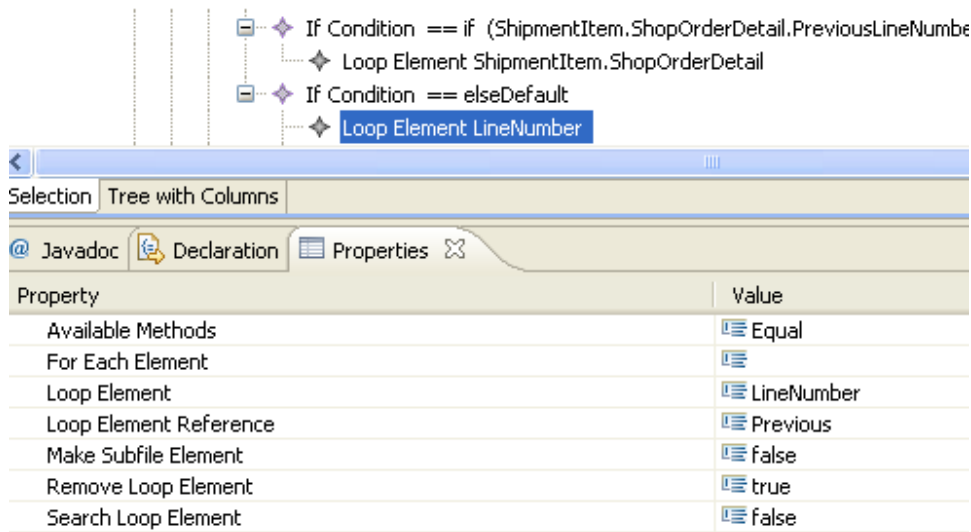 If Condition == if (ShipmentItem.ShopOrderDetail.PreviousLineNumbe
Loop Element ShipmentItem.ShopOrderDetail
If Condition == elseDefault
Loop Element LineNumber
Selection Tree with Columns
@ Javadoc Declaration Properties
Property Value
Available Methods Equal
For Each Element
Loop Element LineNumber
Loop Element Reference Previous
Make Subfile Element false
Remove Loop Element true
Search Loop Element false